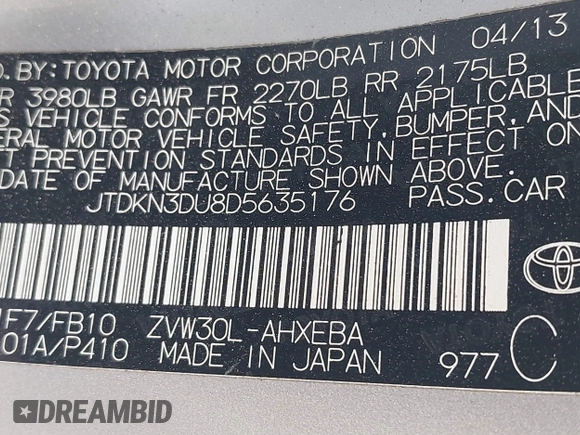 D.BY:TOYOTA MOTOR CORPORATION 04/13
R 3980LB GAWR FR 2270LB RR 2175LB
S VEHICLE CONFORMS TO ALL APPLICABLE
ERAL MOTOR VEHICLE SAFETY,BUMPER,AND
T PREVENTION STANDARDS IN EFFECT ON
DATE OF MANUFACTURE SHOWN ABOVE.
JTDKN3DU8D5635176 PASS.CAR
F7/FB10 ZVW30L-AHXEBA
01A/P410 MADE IN JAPAN 977 C
DREAMBID